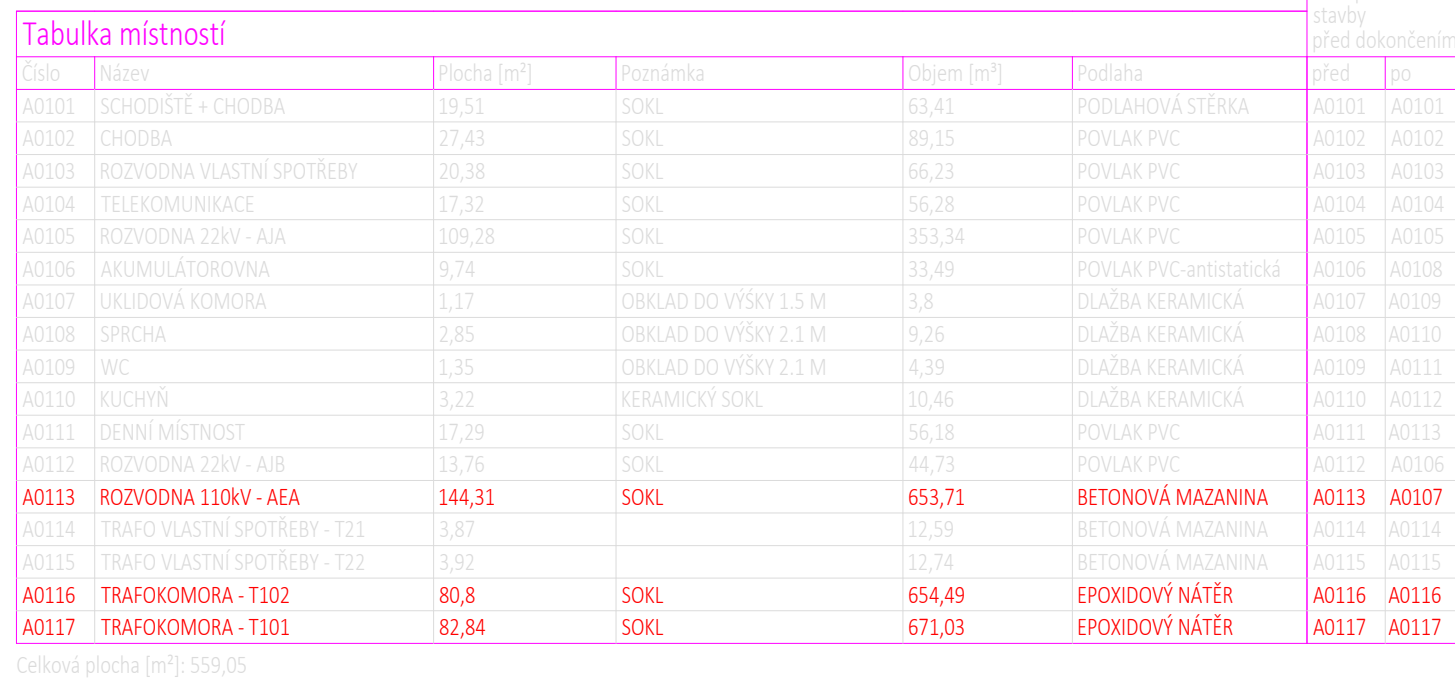 stavby
před dokončením
Tabulka místností
Číslo Název Plocha [m²] Poznámka Objem [m³] Podlaha před po
A0101 SCHODIŠTĚ + CHODBA 19,51 SOKL 63,41 PODLAHOVÁ STĚRKA A0101 A0101
A0102 CHODBA 27,43 SOKL 89,15 POVLAK PVC A0102 A0102
A0103 ROZVODNA VLASTNÍ SPOTŘEBY 20,38 SOKL 66,23 POVLAK PVC A0103 A0103
A0104 TELEKOMUNIKACE 17,32 SOKL 56,28 POVLAK PVC A0104 A0104
A0105 ROZVODNA 22kV - AJA 109,28 SOKL 353,34 POVLAK PVC A0105 A0105
A0106 AKUMULÁTOROVNA 9,74 SOKL 33,49 POVLAK PVC-antistatická A0106 A0108
A0107 UKLIDOVÁ KOMORA 1,17 OBKLAD DO VÝŠKY 1.5 M 3,8 DLAŽBA KERAMICKÁ A0107 A0109
A0108 SPRCHA 2,85 OBKLAD DO VÝŠKY 2.1 M 9,26 DLAŽBA KERAMICKÁ A0108 A0110
A0109 WC 1,35 OBKLAD DO VÝŠKY 2.1 M 4,39 DLAŽBA KERAMICKÁ A0109 A0111
A0110 KUCHYŇ 3,22 KERAMICKÝ SOKL 10,46 DLAŽBA KERAMICKÁ A0110 A0112
A0111 DENNÍ MÍSTNOST 17,29 SOKL 56,18 POVLAK PVC A0111 A0113
A0112 ROZVODNA 22kV - AJB 13,76 SOKL 44,73 POVLAK PVC A0112 A0106
A0113 ROZVODNA 110kV - AEA 144,31 SOKL 653,71 BETONOVÁ MAZANINA A0113 A0107
A0114 TRAFO VLASTNÍ SPOTŘEBY - T21 3,87 12,59 BETONOVÁ MAZANINA A0114 A0114
A0115 TRAFO VLASTNÍ SPOTŘEBY - T22 3,92 12,74 BETONOVÁ MAZANINA A0115 A0115
A0116 TRAFOKOMORA - T102 80,8 SOKL 654,49 EPOXIDOVÝ NÁTĚR A0116 A0116
A0117 TRAFOKOMORA - T101 82,84 SOKL 671,03 EPOXIDOVÝ NÁTĚR A0117 A0117
Celková plocha [m²]: 559,05